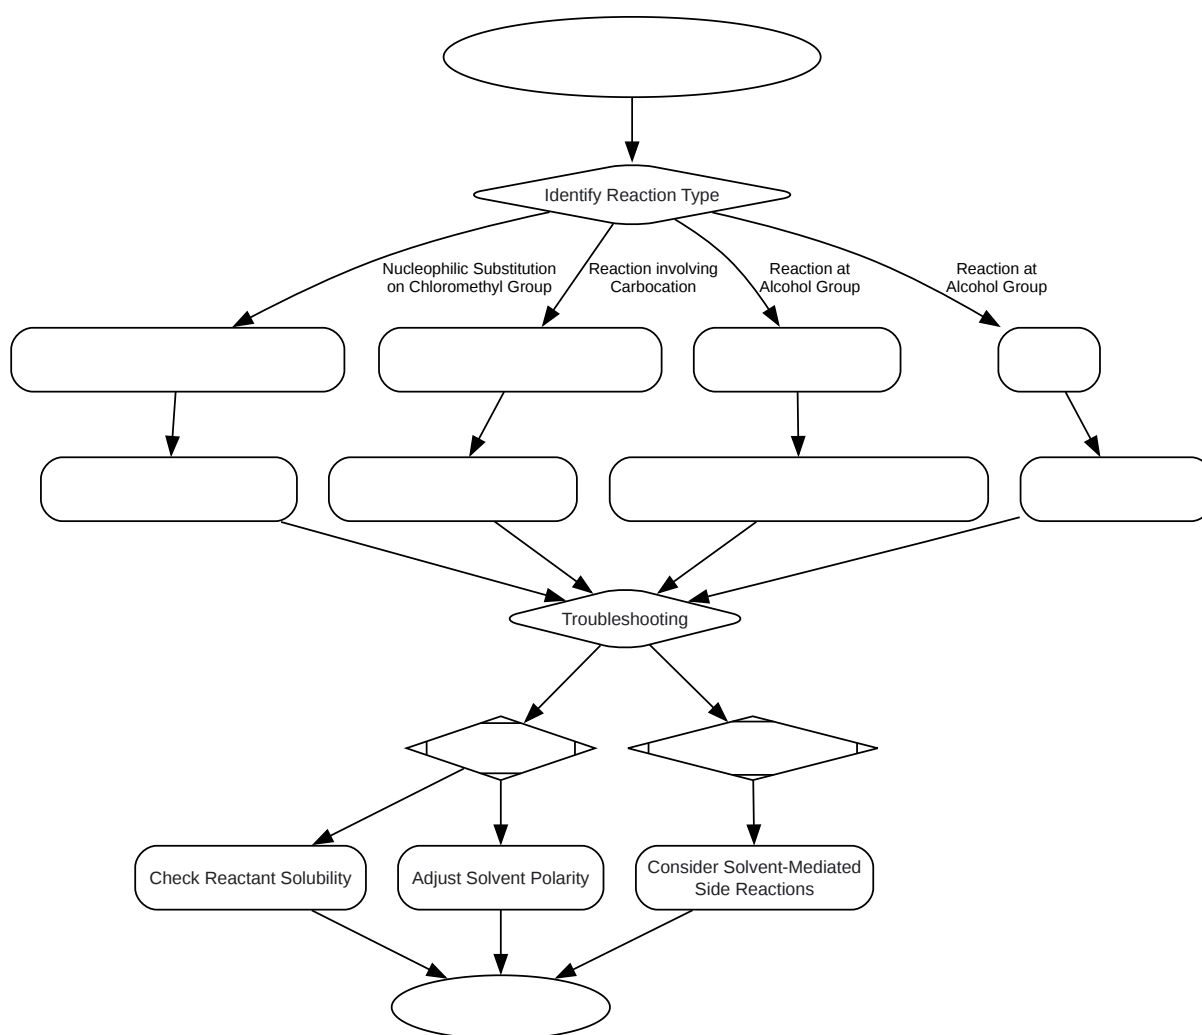 Identify Reaction Type
Nucleophilic Substitution
on Chloromethyl Group
Reaction involving
Carbocation
Reaction at
Alcohol Group
Reaction at
Alcohol Group
Troubleshooting
Check Reactant Solubility
Adjust Solvent Polarity
Consider Solvent-Mediated
Side Reactions